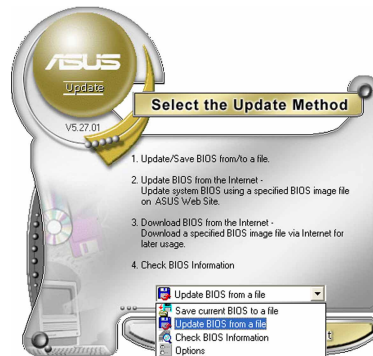 ASUS
Update
V5.27.01
Select the Update Method
1. Update/Save BIOS from/to a file.
2. Update BIOS from the Internet -
Update system BIOS using a specified BIOS image file
on ASUS Web Site.
3. Download BIOS from the Internet -
Download a specified BIOS image file via Internet for
later usage.
4. Check BIOS Information
Update BIOS from a file
Save current BIOS to a file
Update BIOS from a file
Check BIOS Information
Options